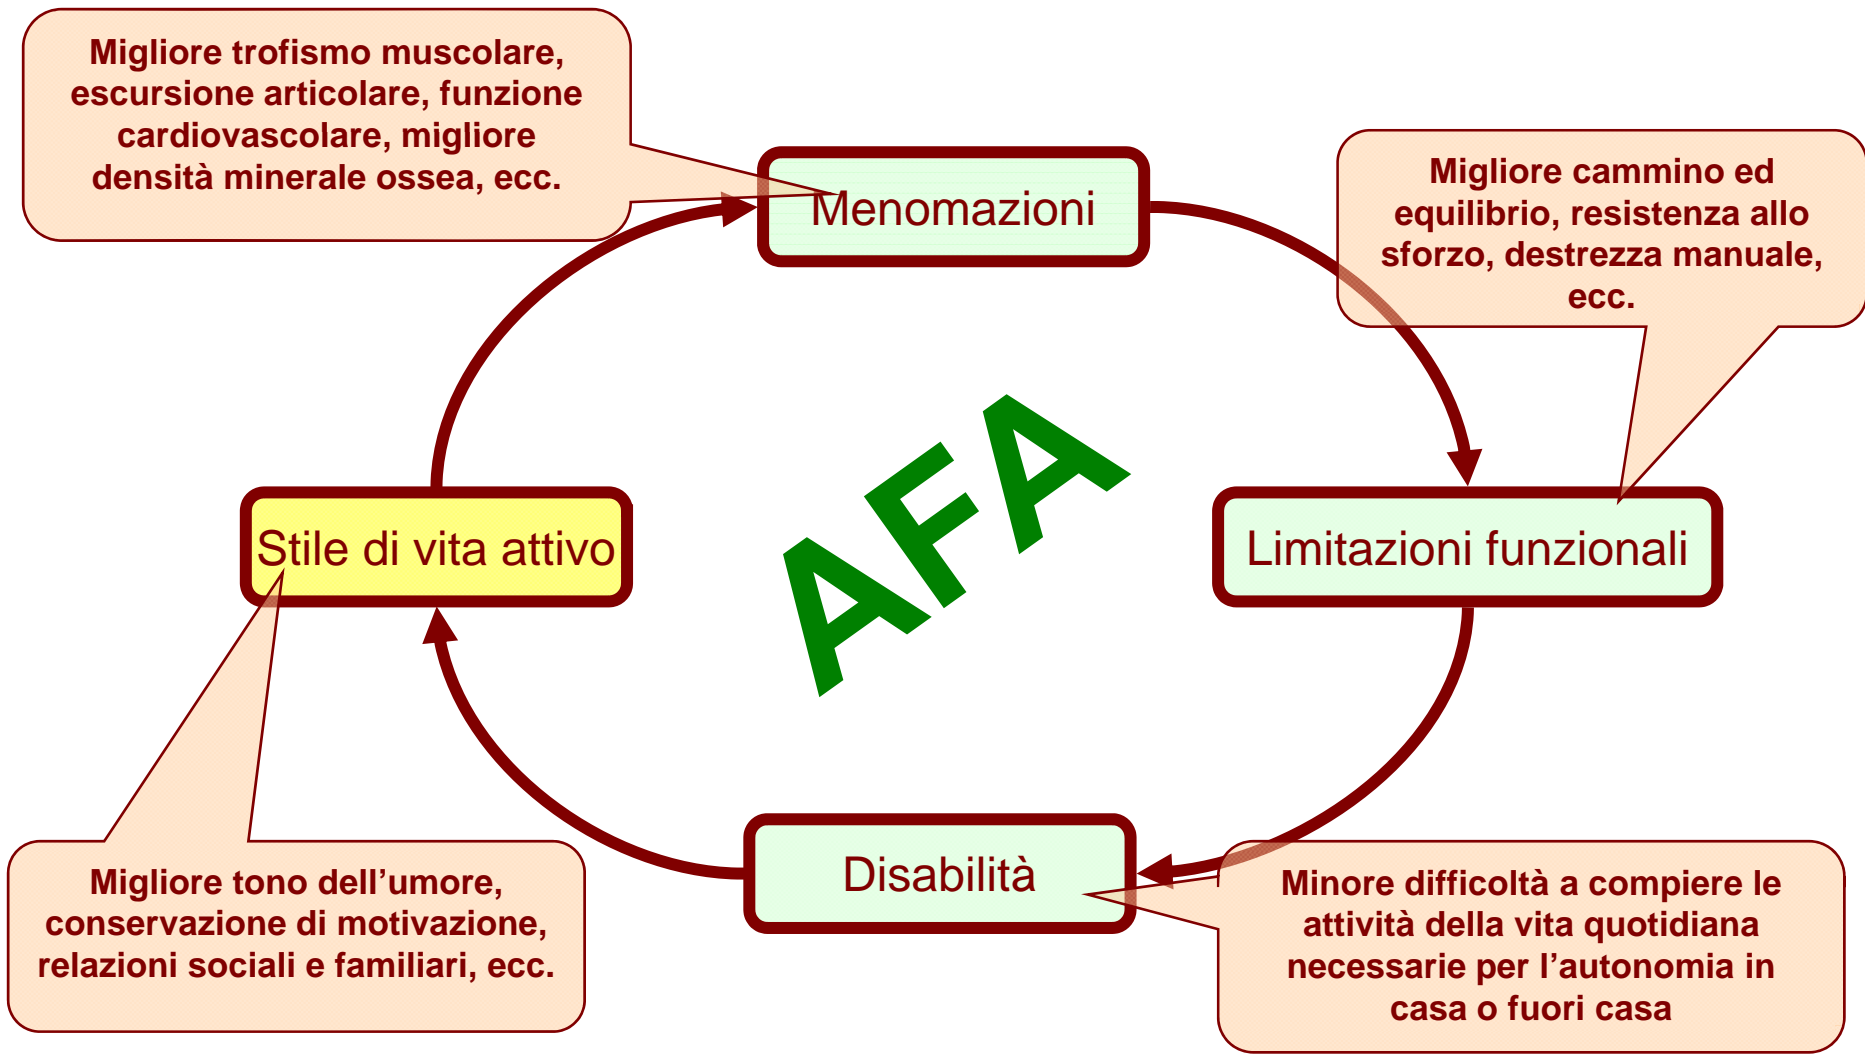 Migliore trofismo muscolare,
escursione articolare, funzione
cardiovascolare, migliore
densità minerale ossea, ecc.
Menomazioni
Migliore cammino ed
equilibrio, resistenza allo
sforzo, destrezza manuale,
ecc.
AFA
Stile di vita attivo
Limitazioni funzionali
Disabilità
Migliore tono dell’umore,
conservazione di motivazione,
relazioni sociali e familiari, ecc.
Minore difficoltà a compiere le
attività della vita quotidiana
necessarie per l’autonomia in
casa o fuori casa